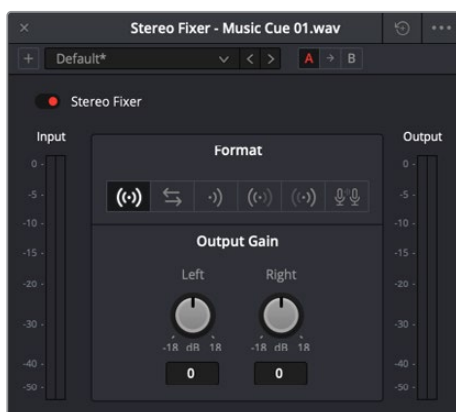 Stereo Fixer - Music Cue 01.wav
Default* A B
Stereo Fixer
Input Output
Format
0 0
-5 -5
-10 -10
-15 -15
Output Gain
-20 -20
Left Right
-30 -30
-18 dB 18 -18 dB 18
-40 -40
0 0
-50 -50